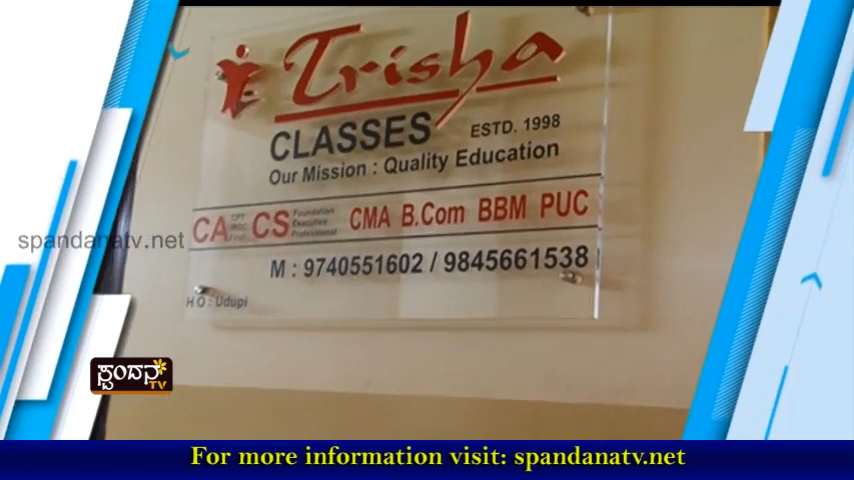 Trisha
CLASSES ESTD. 1998
Our Mission : Quality Education
CA CPT IPCC Final CS Foundation Executive Professional CMA B.Com BBM PUC
M : 9740551602 / 9845661538
H O : Udupi
spandanatv.net
ಸ್ಪಂದನ TV
For more information visit: spandanatv.net